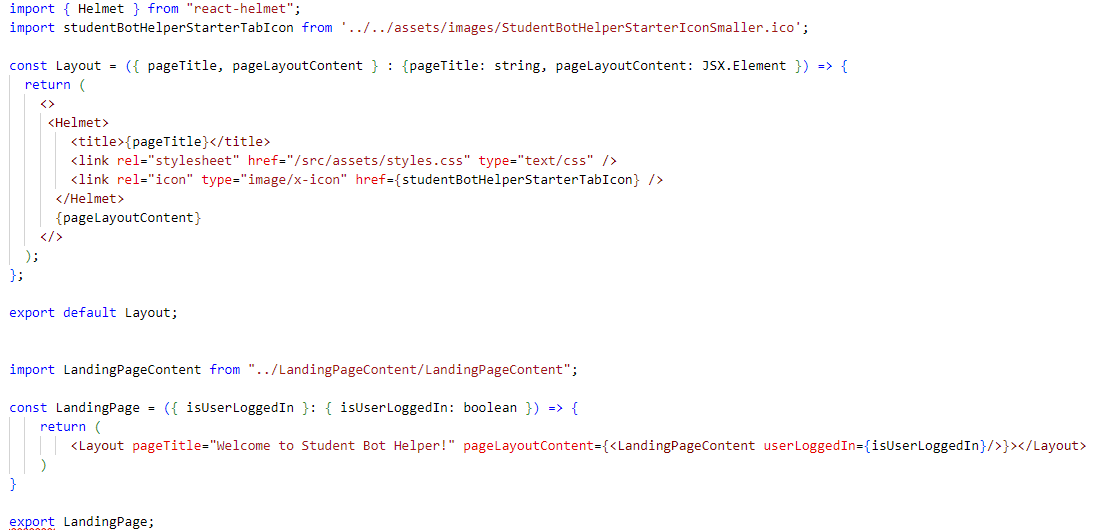 import { Helmet } from "react-helmet";
import studentBotHelperStarterTabIcon from '../../assets/images/StudentBotHelperStarterIconSmaller.ico';
const Layout = ({ pageTitle, pageLayoutContent } : {pageTitle: string, pageLayoutContent: JSX.Element }) => {
return (
<>
<Helmet>
<title>{pageTitle}</title>
<link rel="stylesheet" href="/src/assets/styles.css" type="text/css" />
<link rel="icon" type="image/x-icon" href={studentBotHelperStarterTabIcon} />
</Helmet>
{pageLayoutContent}
</>
);
};
export default Layout;
import LandingPageContent from "../LandingPageContent/LandingPageContent";
const LandingPage = ({ isUserLoggedIn }: { isUserLoggedIn: boolean }) => {
return (
<Layout pageTitle="Welcome to Student Bot Helper!" pageLayoutContent={<LandingPageContent userLoggedIn={isUserLoggedIn}/>}></Layout>
)
}
export LandingPage;